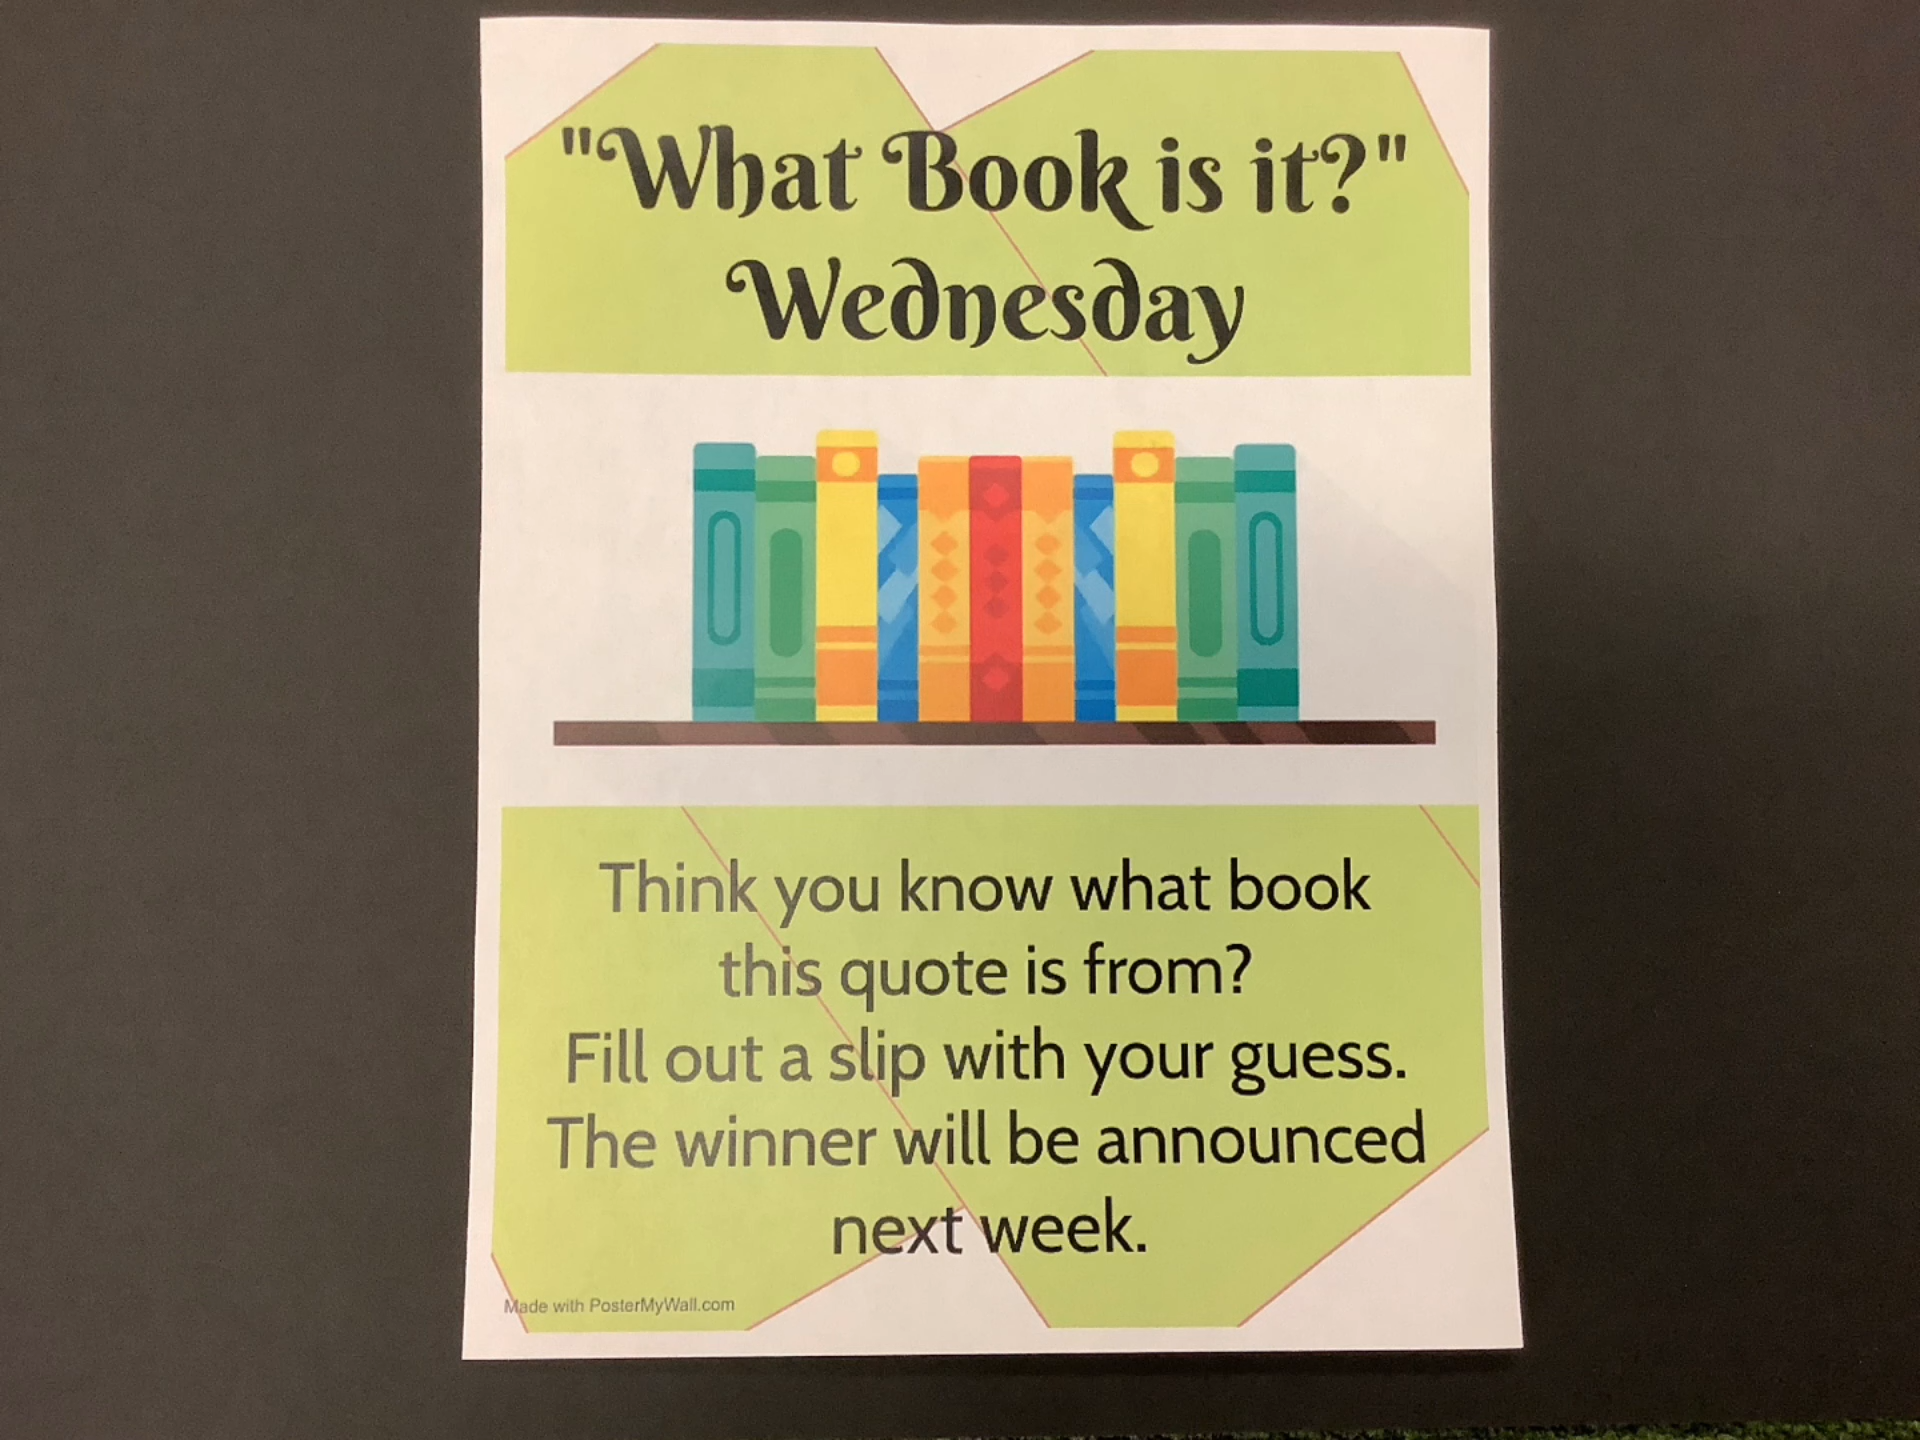 "What Book is it?"
Wednesday
Think you know what book
this quote is from?
Fill out a slip with your guess.
The winner will be announced
next week.
Made with PosterMyWall.com